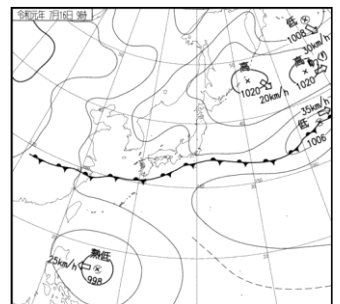 令和元年 7月16日 9時
低
1008
30km/h
高
1020
20km/h
高
1020
35km/h
低
1006
熱低
25km/h
998